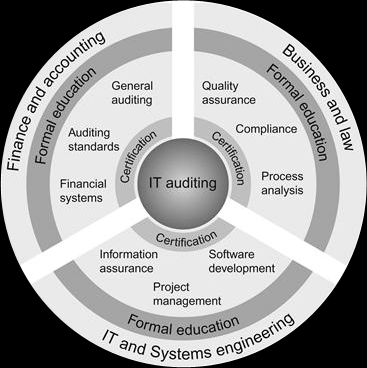 Finance and accounting
Formal education
General
auditing
Auditing
standards
Financial
systems
Certification
Business and law
Formal education
Quality
assurance
Compliance
Process
analysis
Certification
IT auditing
Certification
Information
assurance
Software
development
Project
management
Formal education
IT and Systems engineering